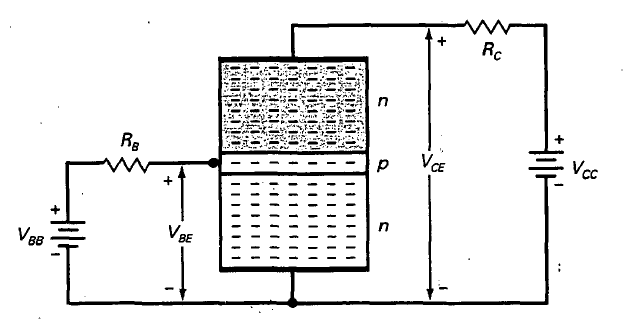 +
R_C
n
R_B
p
V_CE
+
V_CC
+
-
+
V_BB
V_BE
n
-
-
-